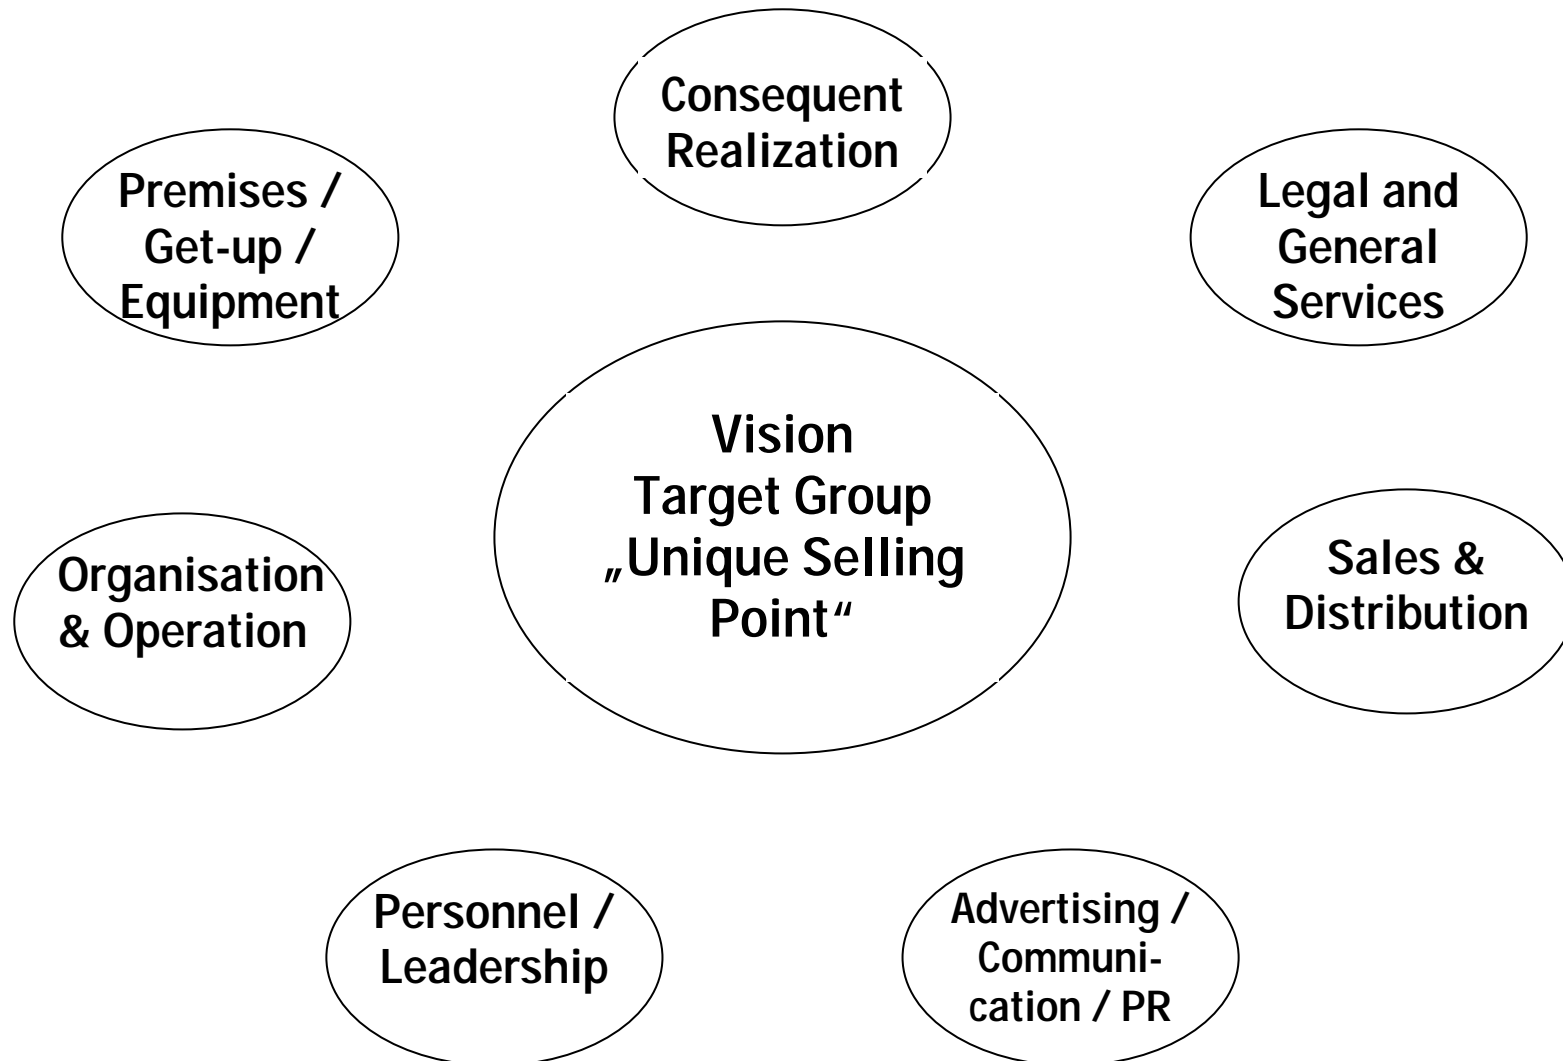 Consequent
Realization
Premises /
Get-up /
Equipment
Legal and
General
Services
Vision
Target Group
„Unique Selling
Point“
Organisation
& Operation
Sales &
Distribution
Personnel /
Leadership
Advertising /
Communi-
cation / PR